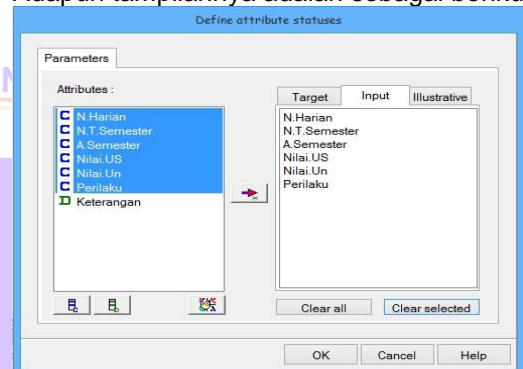 Adapun tampilannya adalah sebagai beriku
Define attribute statuses
Parameters
Attributes :
C N.Harian
C N.T.Semester
C A.Semester
C Nilai.US
C Nilai.Un
C Perilaku
D Keterangan
Target Input Illustrative
N.Harian
N.T.Semester
A.Semester
Nilai.US
Nilai.Un
Perilaku
Clear all Clear selected
OK Cancel Help